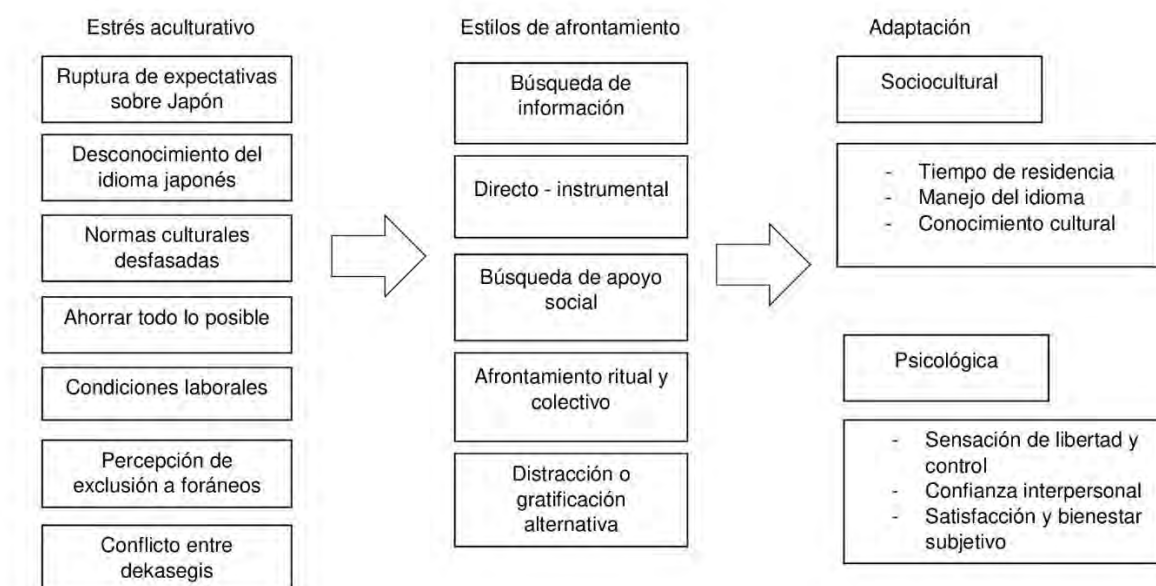 Estrés aculturativo
Ruptura de expectativas
sobre Japón
Desconocimiento del
idioma japonés
Normas culturales
desfasadas
Ahorrar todo lo posible
Condiciones laborales
Percepción de
exclusión a foráneos
Conflicto entre
dekasegis
Estilos de afrontamiento
Búsqueda de
información
Directo - instrumental
Búsqueda de apoyo
social
Afrontamiento ritual y
colectivo
Distracción o
gratificación
alternativa
Adaptación
Sociocultural
- Tiempo de residencia
- Manejo del idioma
- Conocimiento cultural
Psicológica
- Sensación de libertad y
control
- Confianza interpersonal
- Satisfacción y bienestar
subjetivo